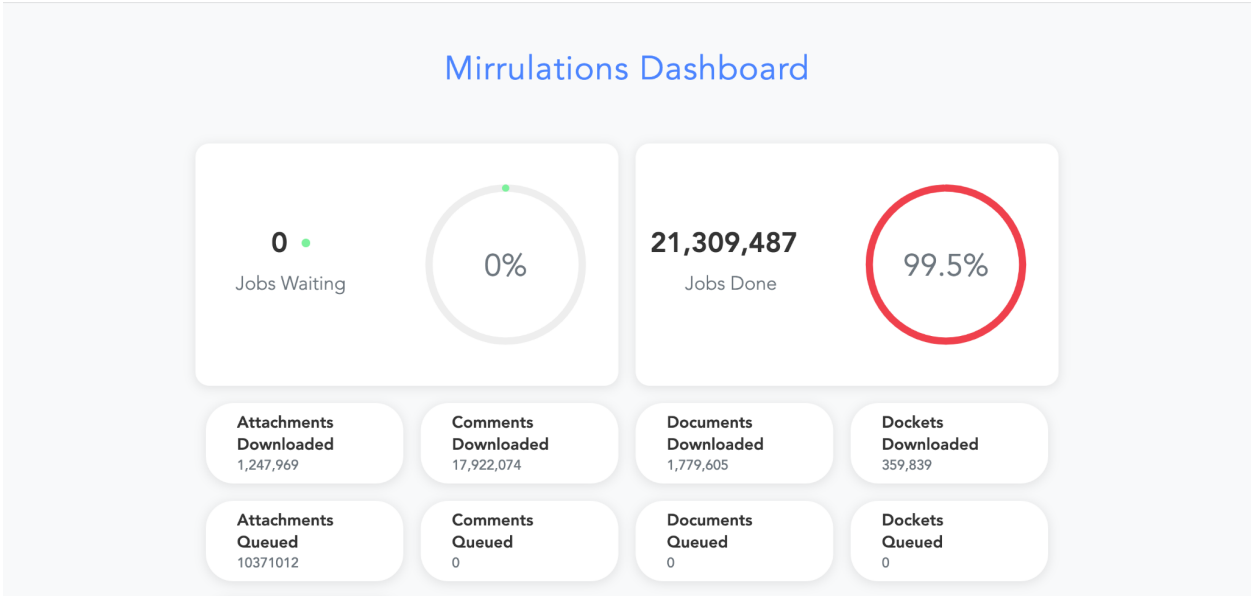 Mirrulations Dashboard
0
Jobs Waiting
0%
21,309,487
Jobs Done
99.5%
Attachments
Downloaded
1,247,969
Comments
Downloaded
17,922,074
Documents
Downloaded
1,779,605
Dockets
Downloaded
359,839
Attachments
Queued
10371012
Comments
Queued
0
Documents
Queued
0
Dockets
Queued
0